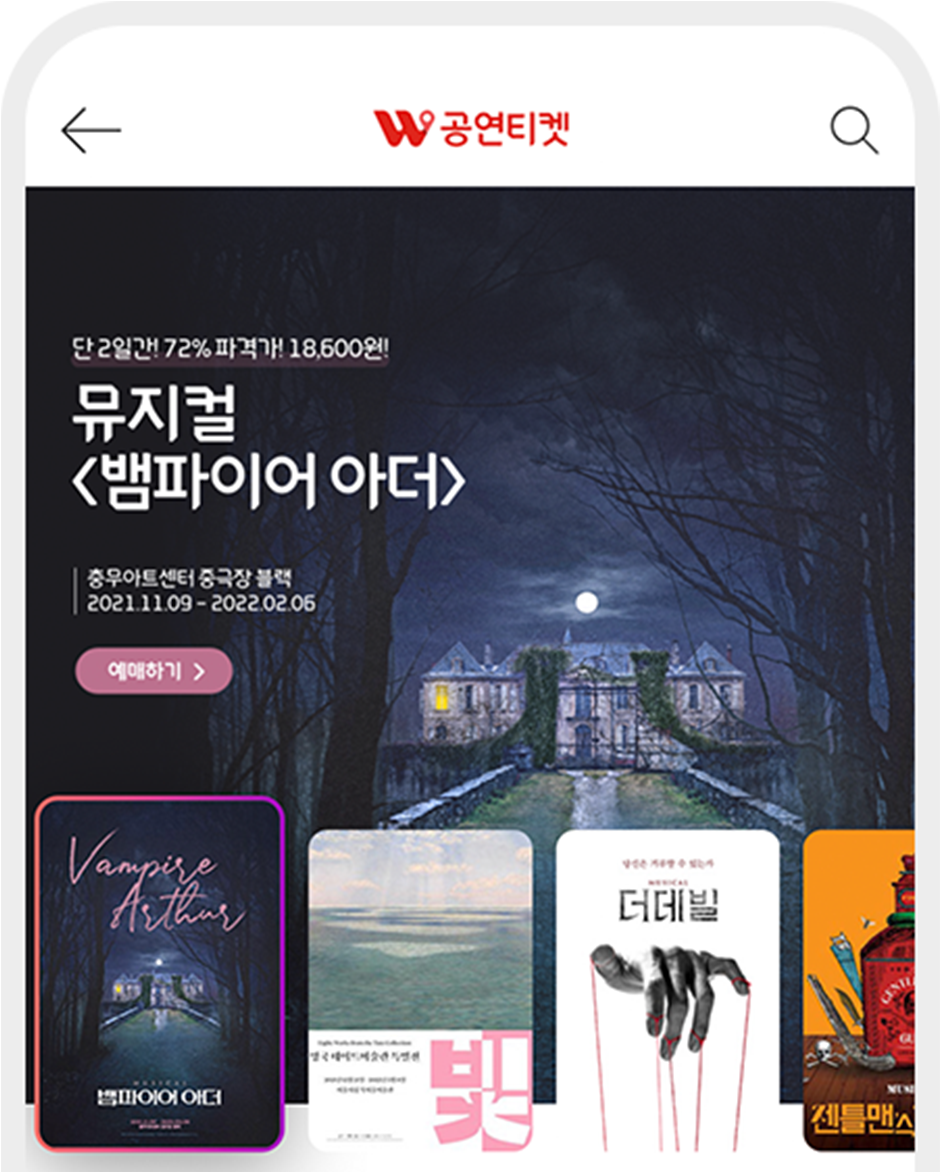 W 공연티켓
단 2일간! 72% 파격가! 18,600원!
뮤지컬
<뱀파이어 아더>
충무아트센터 중극장 블랙
2021.11.09 - 2022.02.06
예매하기 >
Vampire
Arthur
MUSICAL
뱀파이어 아더
영국 테이트미술관 특별전
빛
당신은 거부할 수 있는가
MUSICAL
더데빌
GENTLE
MUSI
젠틀맨스